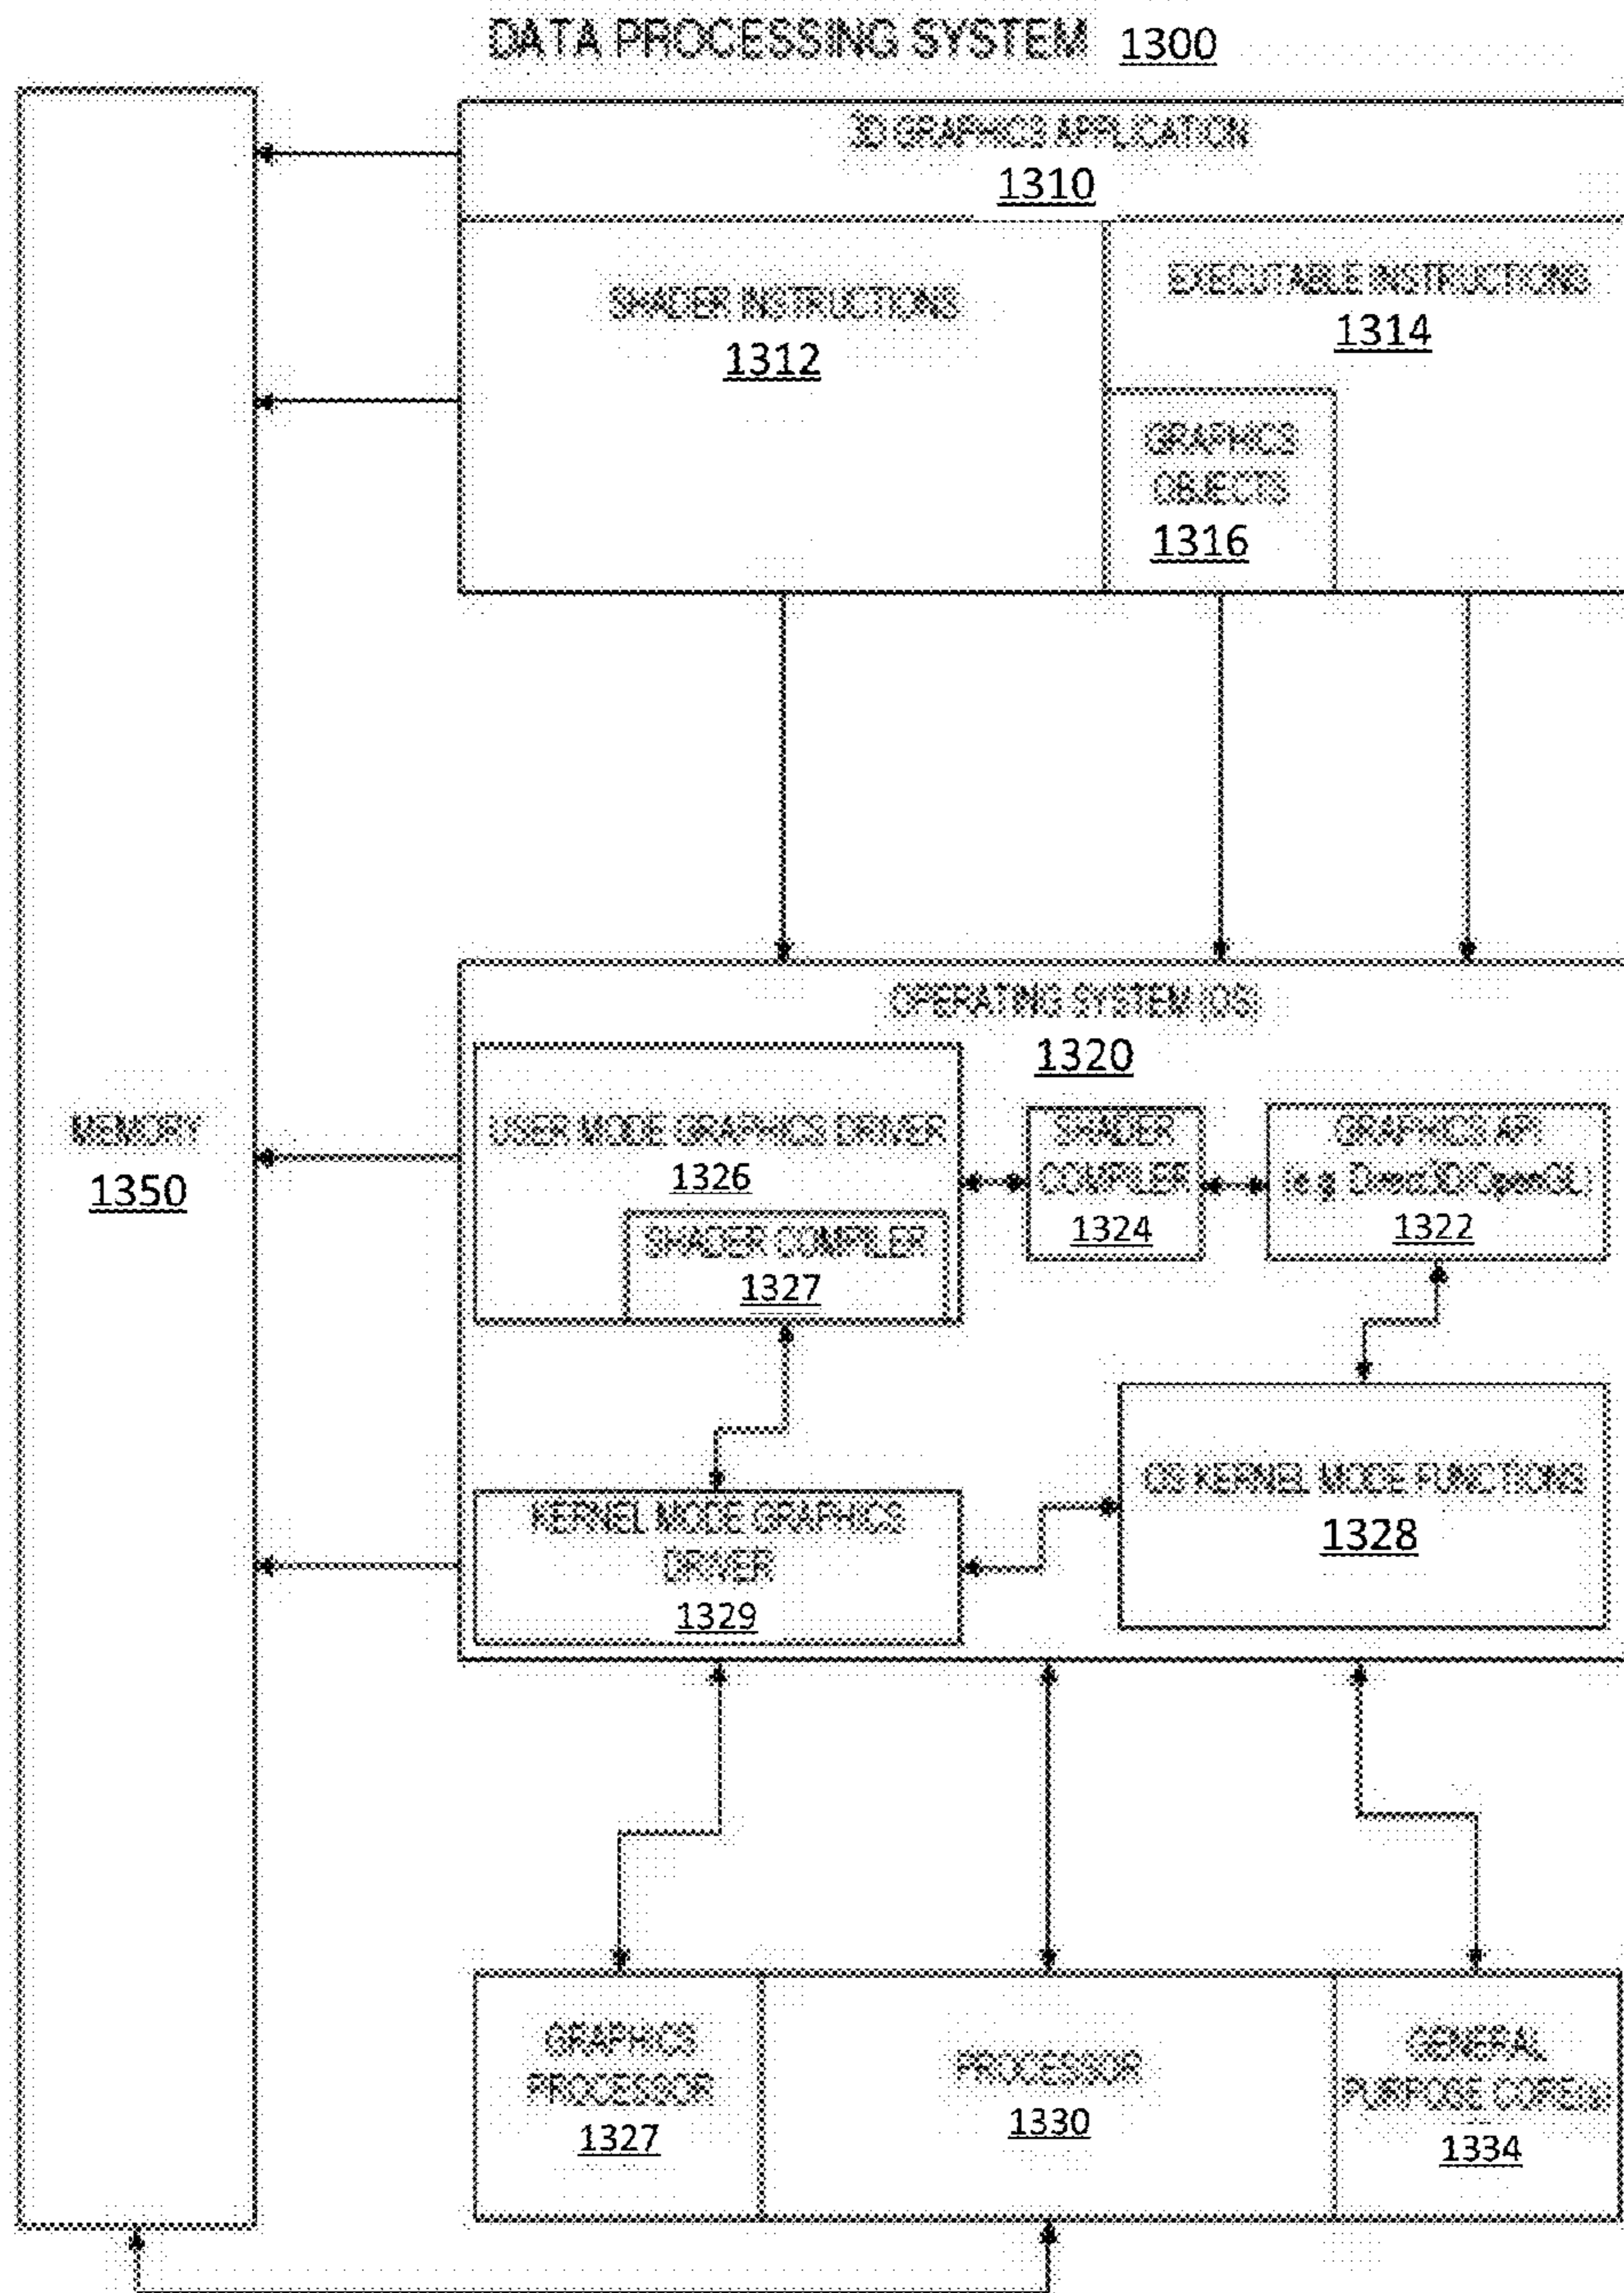 DATA PROCESSING SYSTEM 1300
3D GRAPHICS APPLICATION
1310
SHADER INSTRUCTIONS
1312
EXECUTABLE INSTRUCTIONS
1314
GRAPHICS
OBJECTS
1316
OPERATING SYSTEM (OS)
1320
MEMORY
1350
USER MODE GRAPHICS DRIVER
1326
SHADER COMPILER
1327
SHADER
COMPILER
1324
GRAPHICS API
(e.g. Direct3D/OpenGL)
1322
OS KERNEL MODE FUNCTIONS
1328
KERNEL MODE GRAPHICS
DRIVER
1329
GRAPHICS
PROCESSOR
1327
PROCESSOR
1330
GENERAL
PURPOSE CORE(s)
1334